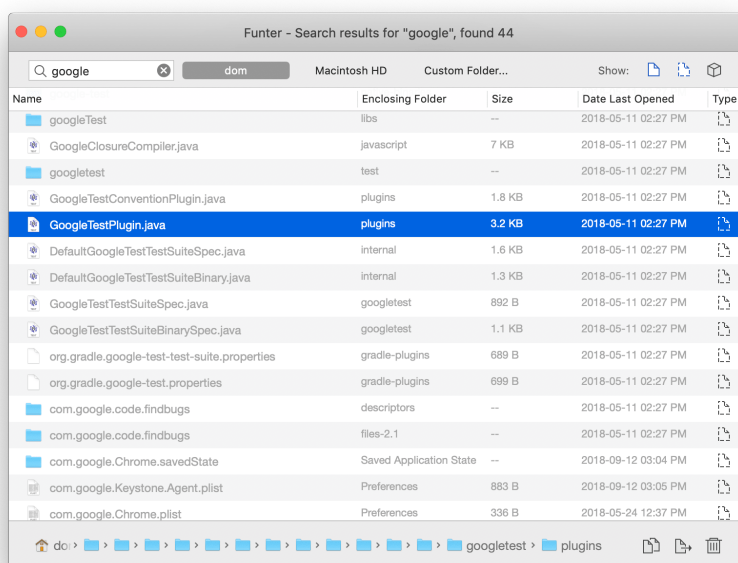 Funter - Search results for "google", found 44
google dom Macintosh HD Custom Folder... Show:
Name Enclosing Folder Size Date Last Opened Type
googleTest libs -- 2018-05-11 02:27 PM
GoogleClosureCompiler.java javascript 7 KB 2018-05-11 02:27 PM
googletest test -- 2018-05-11 02:27 PM
GoogleTestConventionPlugin.java plugins 1.8 KB 2018-05-11 02:27 PM
GoogleTestPlugin.java plugins 3.2 KB 2018-05-11 02:27 PM
DefaultGoogleTestTestSuiteSpec.java internal 1.6 KB 2018-05-11 02:27 PM
DefaultGoogleTestTestSuiteBinary.java internal 1.3 KB 2018-05-11 02:27 PM
GoogleTestTestSuiteSpec.java googletest 892 B 2018-05-11 02:27 PM
GoogleTestTestSuiteBinarySpec.java googletest 1.1 KB 2018-05-11 02:27 PM
org.gradle.google-test-test-suite.properties gradle-plugins 689 B 2018-05-11 02:27 PM
org.gradle.google-test.properties gradle-plugins 699 B 2018-05-11 02:27 PM
com.google.code.findbugs descriptors -- 2018-05-11 02:27 PM
com.google.code.findbugs files-2.1 -- 2018-05-11 02:27 PM
com.google.Chrome.savedState Saved Application State -- 2018-09-12 03:04 PM
com.google.Keystone.Agent.plist Preferences 883 B 2018-09-12 03:05 PM
com.google.Chrome.plist Preferences 336 B 2018-05-24 12:37 PM
googletest › plugins